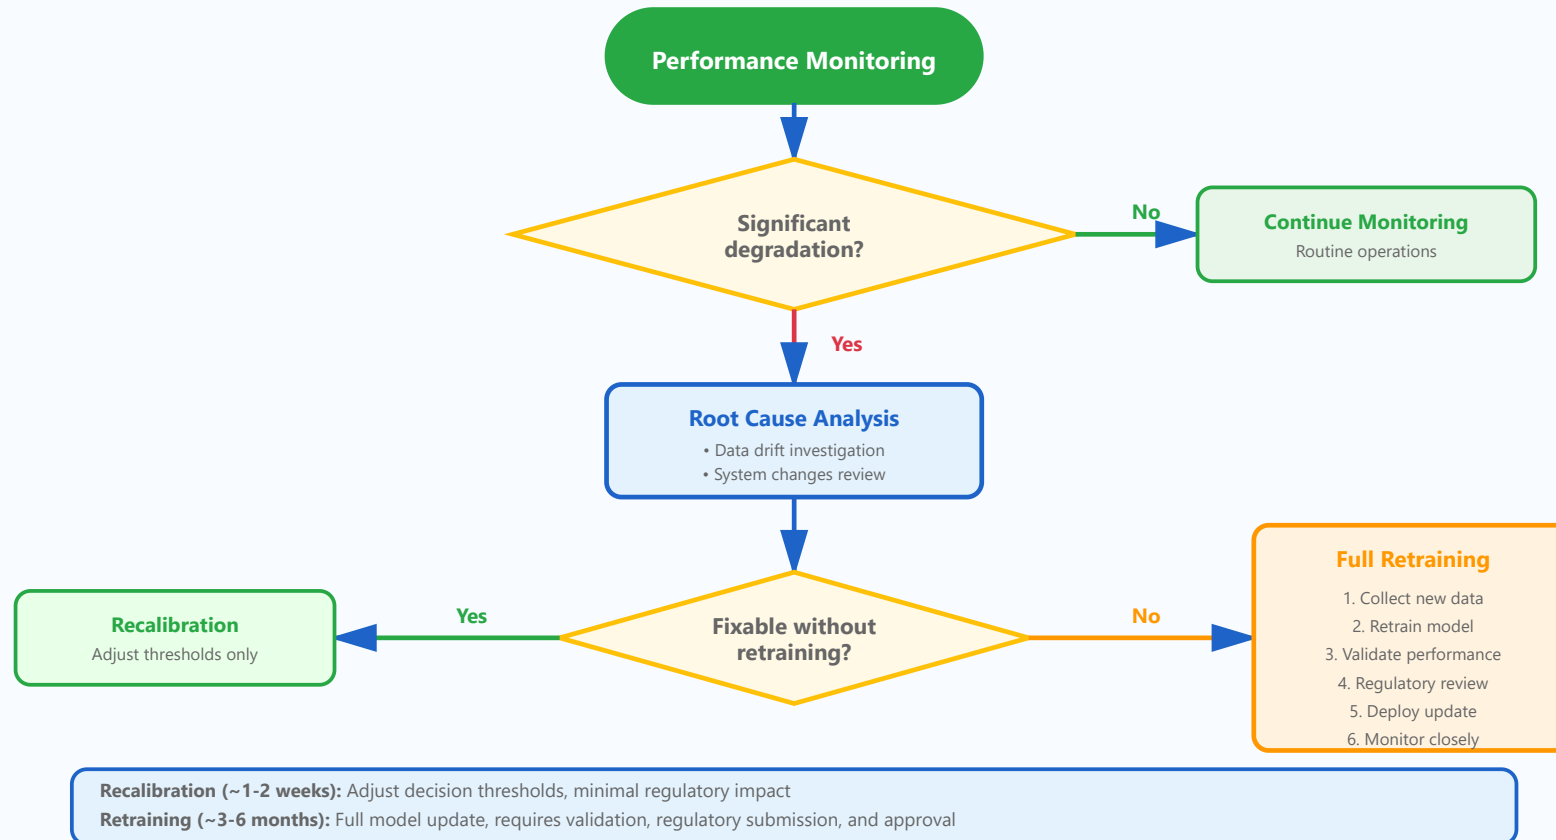 Performance Monitoring
Significant
degradation?
No
Continue Monitoring
Routine operations
Yes
Root Cause Analysis
• Data drift investigation
• System changes review
Recalibration
Adjust thresholds only
Yes
Fixable without
retraining?
No
Full Retraining
1. Collect new data
2. Retrain model
3. Validate performance
4. Regulatory review
5. Deploy update
6. Monitor closely
Recalibration (~1-2 weeks): Adjust decision thresholds, minimal regulatory impact
Retraining (~3-6 months): Full model update, requires validation, regulatory submission, and approval